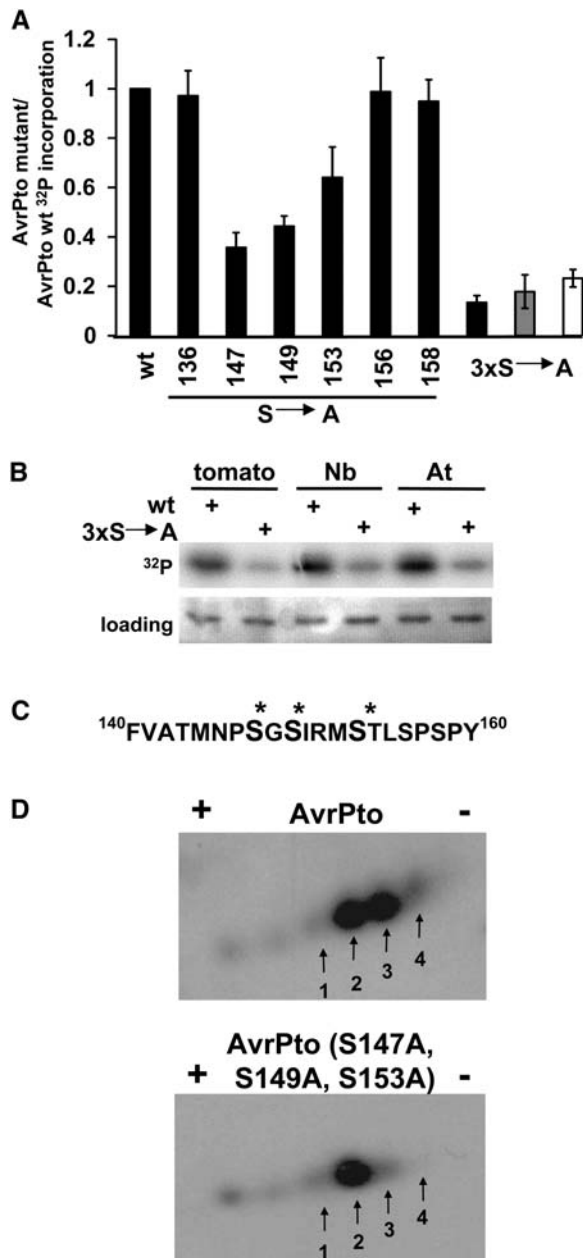 A
AvrPto mutant/
AvrPto wt ³²P incorporation
1.2
1
0.8
0.6
0.4
0.2
0
wt
136
147
149
153
156
158
S → A
3xS → A
B
tomato Nb At
wt + + +
3xS → A + + +
³²P
loading
C
* * *
¹⁴⁰FVATMNPSGSIRMSTLSPSPY¹⁶⁰
D
+ AvrPto -
1 2 3 4
AvrPto (S147A,
+ S149A, S153A) -
1 2 3 4